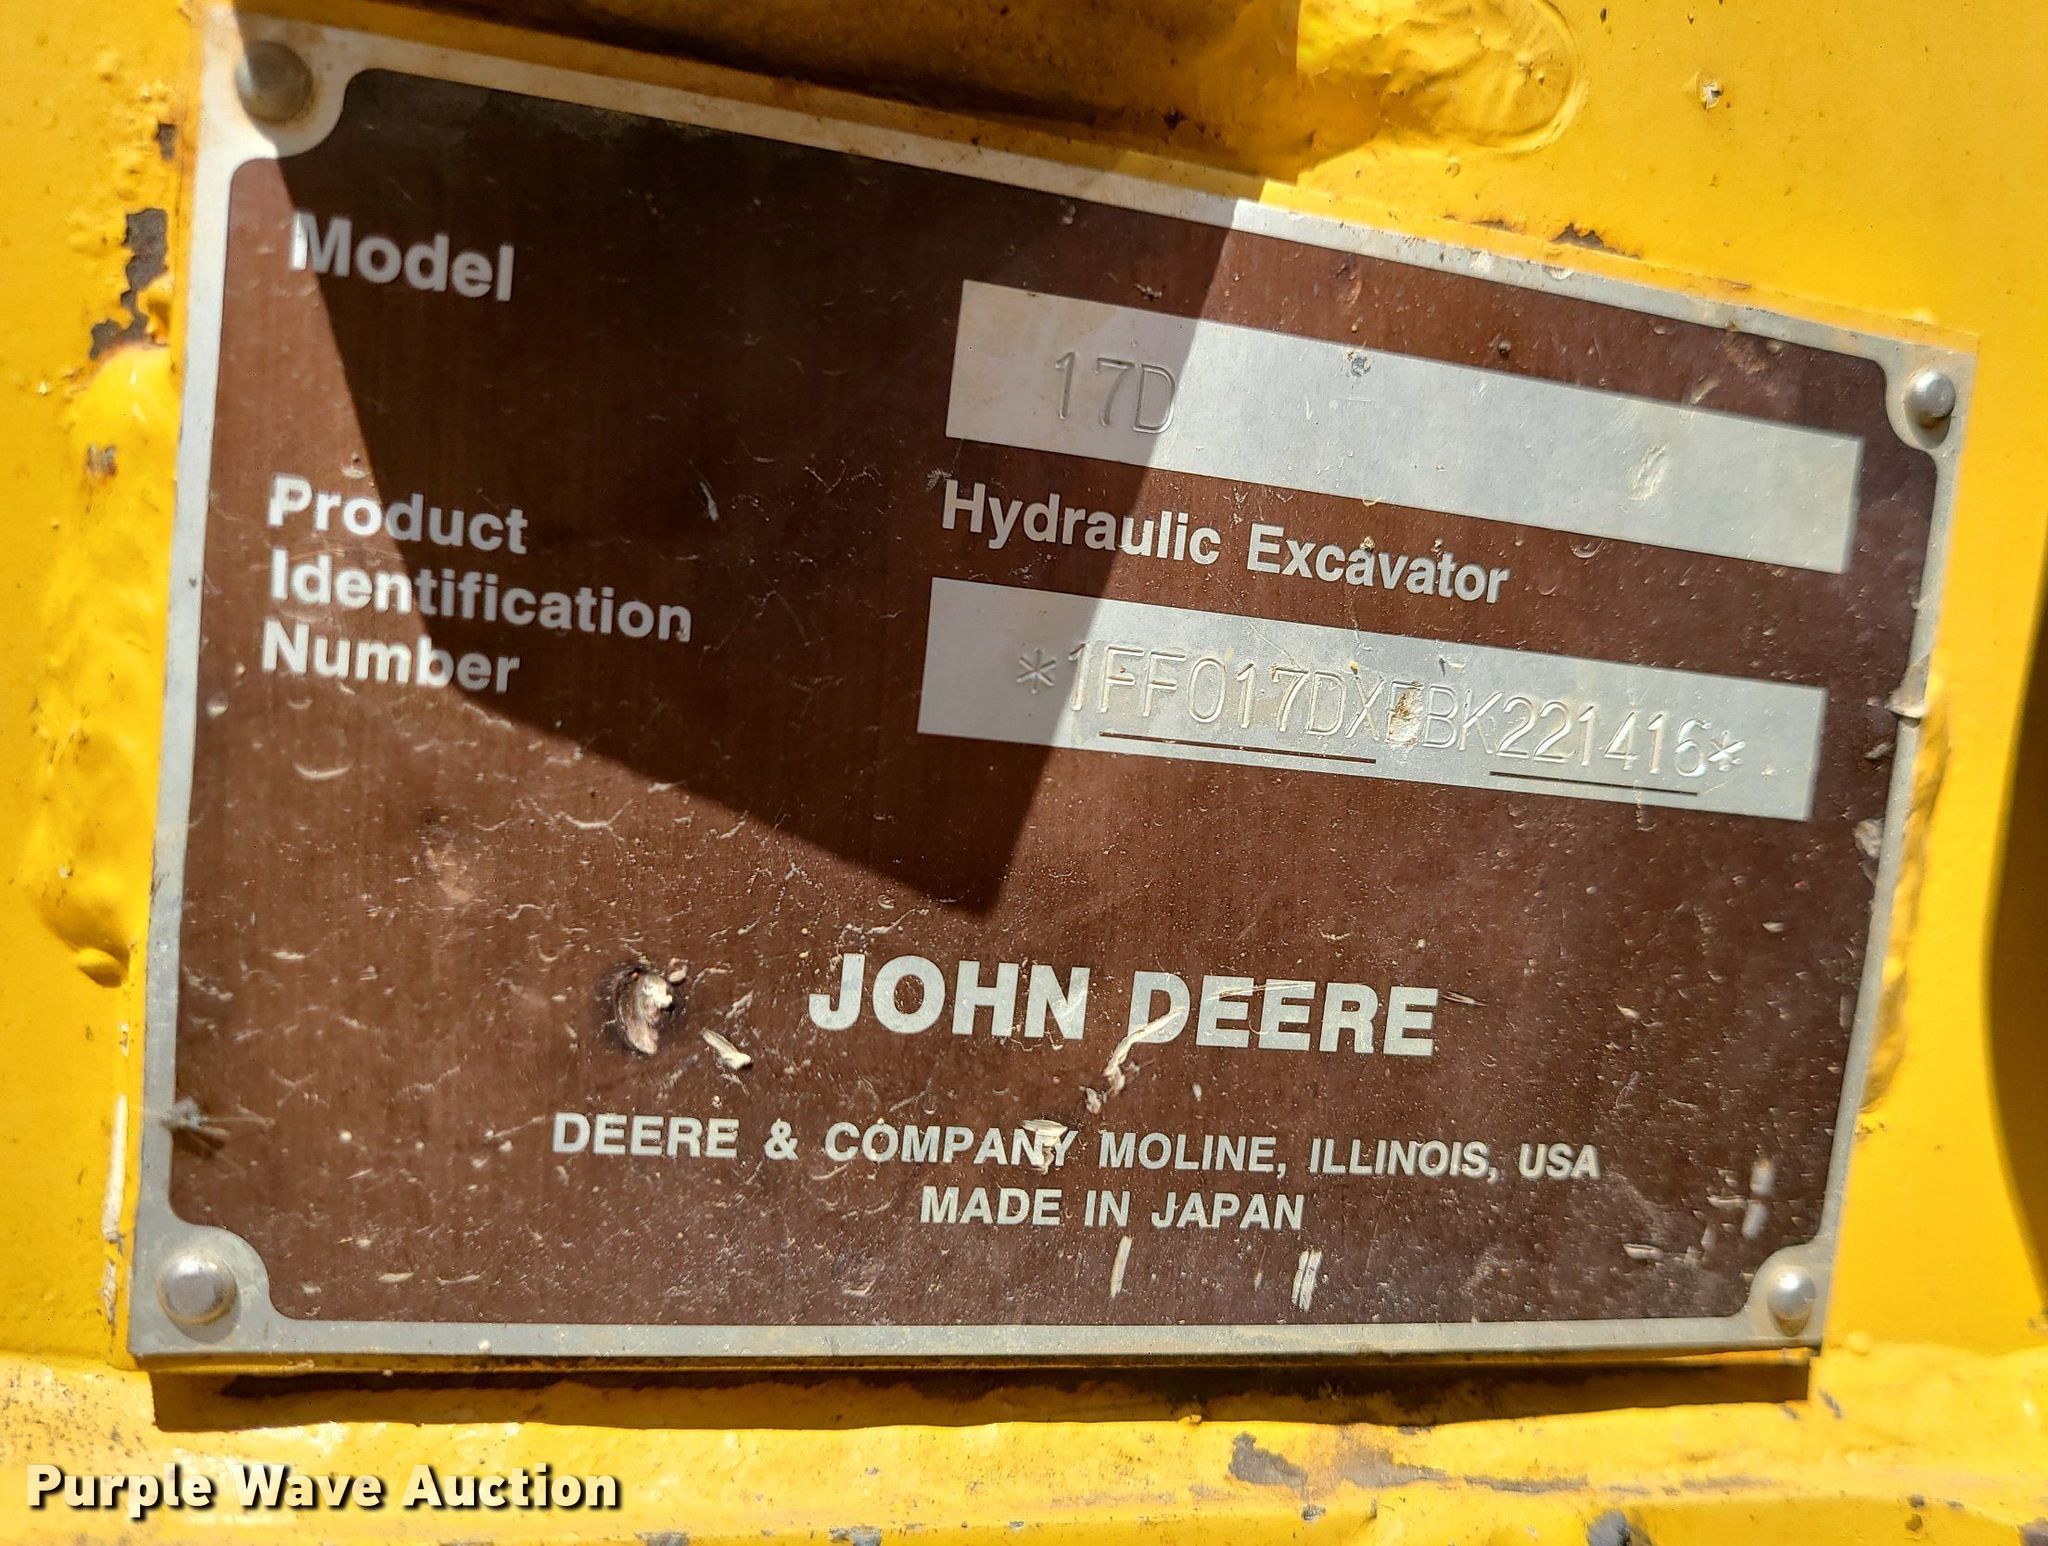 Model
17D
Hydraulic Excavator
Product
Identification
Number
*1FF017DXEBK221416*
JOHN DEERE
DEERE & COMPANY MOLINE, ILLINOIS, USA
MADE IN JAPAN
Purple Wave Auction